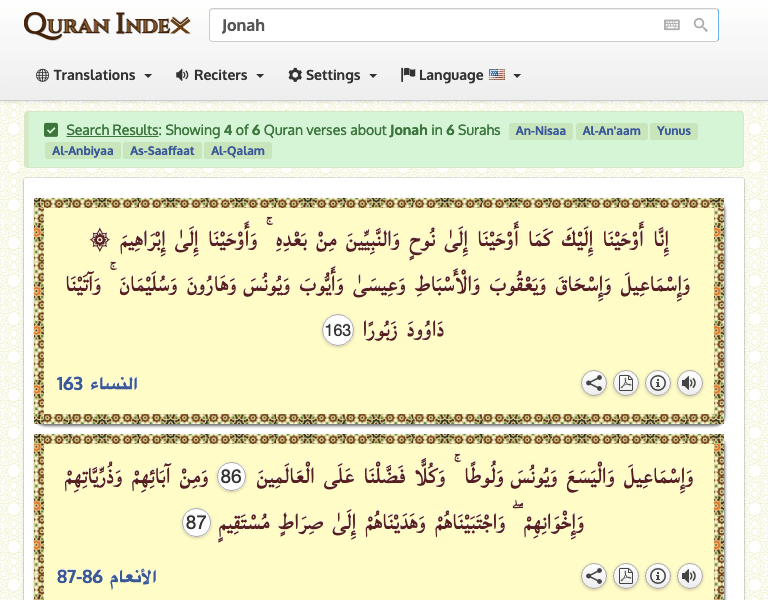 QURAN INDEX
Jonah
Translations Reciters Settings Language
Search Results: Showing 4 of 6 Quran verses about Jonah in 6 Surahs An-Nisaa Al-An'aam Yunus
Al-Anbiyaa As-Saaffaat Al-Qalam
۞ إِنَّا أَوْحَيْنَا إِلَيْكَ كَمَا أَوْحَيْنَا إِلَىٰ نُوحٍ وَالنَّبِيِّينَ مِنْ بَعْدِهِ ۚ وَأَوْحَيْنَا إِلَىٰ إِبْرَاهِيمَ
وَإِسْمَاعِيلَ وَإِسْحَاقَ وَيَعْقُوبَ وَالْأَسْبَاطِ وَعِيسَىٰ وَأَيُّوبَ وَيُونُسَ وَهَارُونَ وَسُلَيْمَانَ ۚ وَآتَيْنَا
دَاوُودَ زَبُورًا 163
النساء 163
وَإِسْمَاعِيلَ وَالْيَسَعَ وَيُونُسَ وَلُوطًا ۚ وَكُلًّا فَضَّلْنَا عَلَى الْعَالَمِينَ 86 وَمِنْ آبَائِهِمْ وَذُرِّيَّاتِهِمْ
وَإِخْوَانِهِمْ ۖ وَاجْتَبَيْنَاهُمْ وَهَدَيْنَاهُمْ إِلَىٰ صِرَاطٍ مُسْتَقِيمٍ 87
الأنعام 86-87